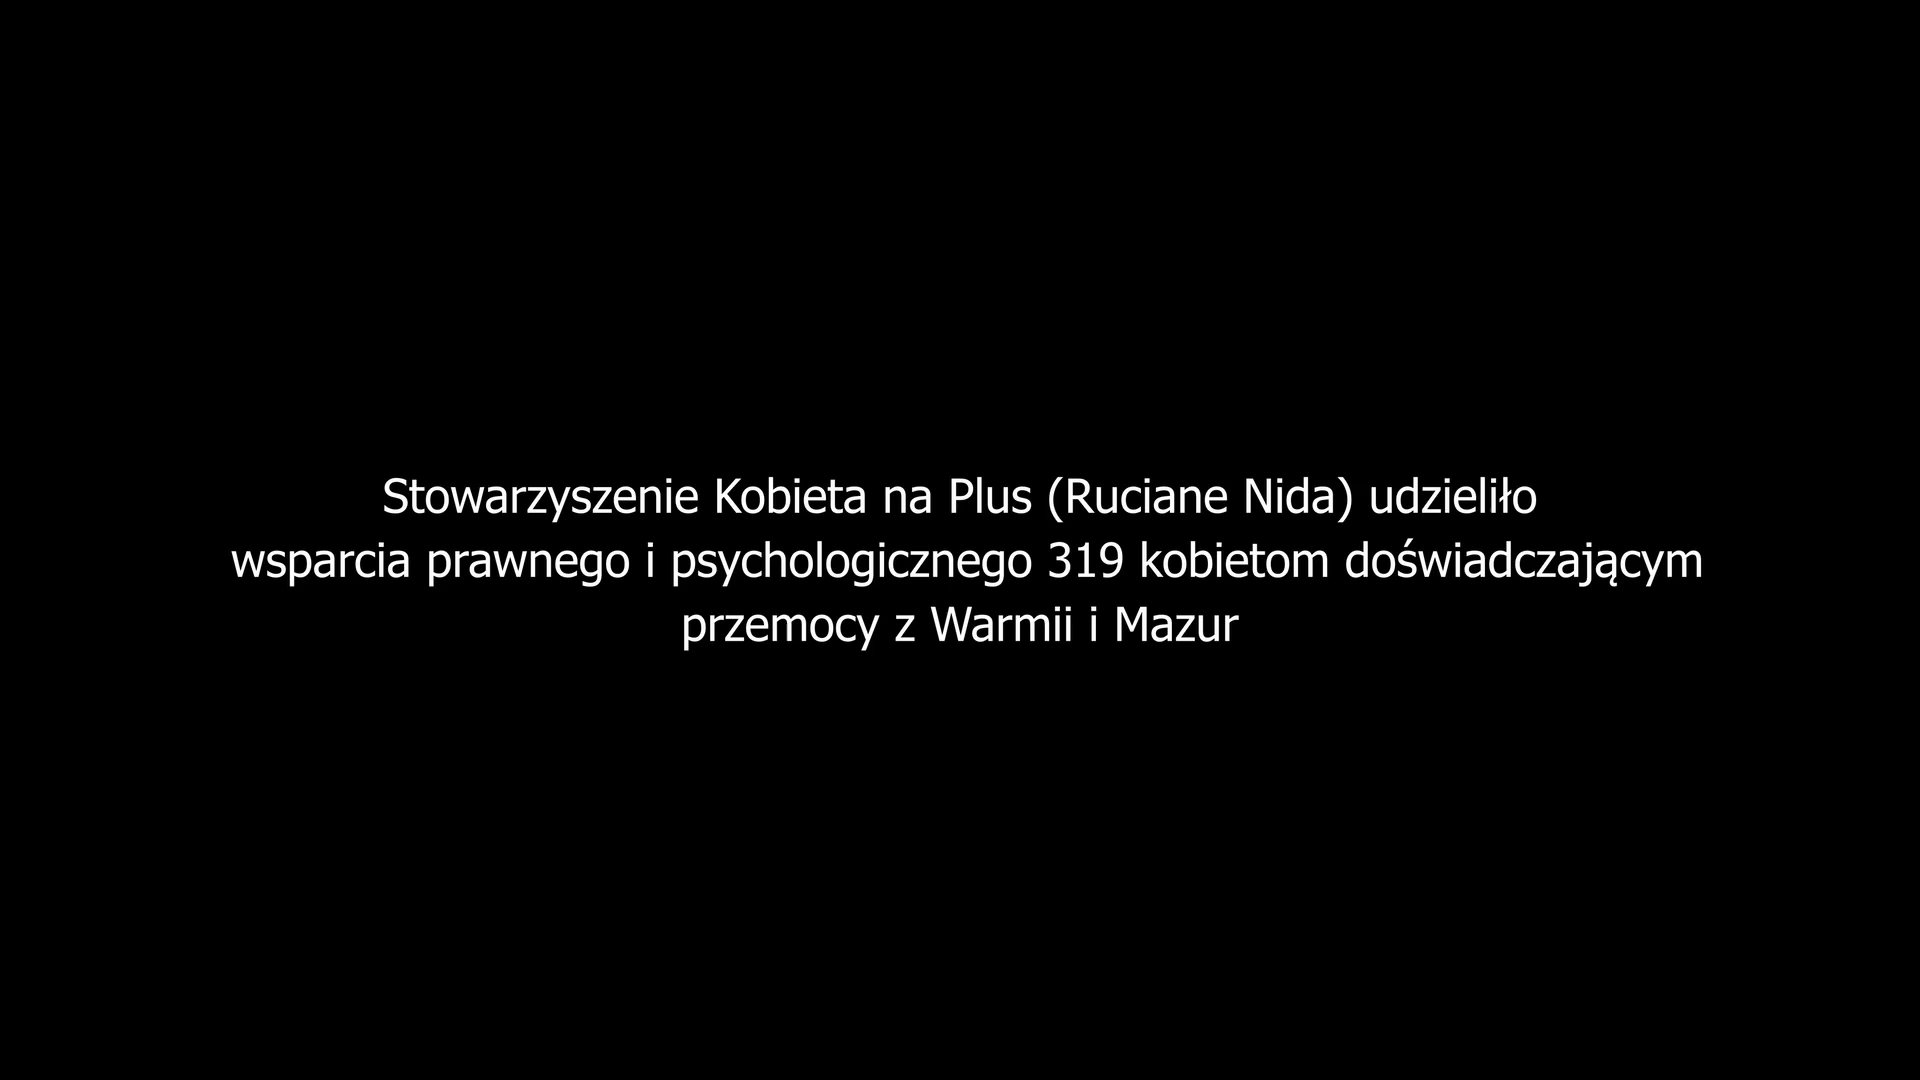 Stowarzyszenie Kobieta na Plus (Ruciane Nida) udzieliło
wsparcia prawnego i psychologicznego 319 kobietom doświadczającym
przemocy z Warmii i Mazur